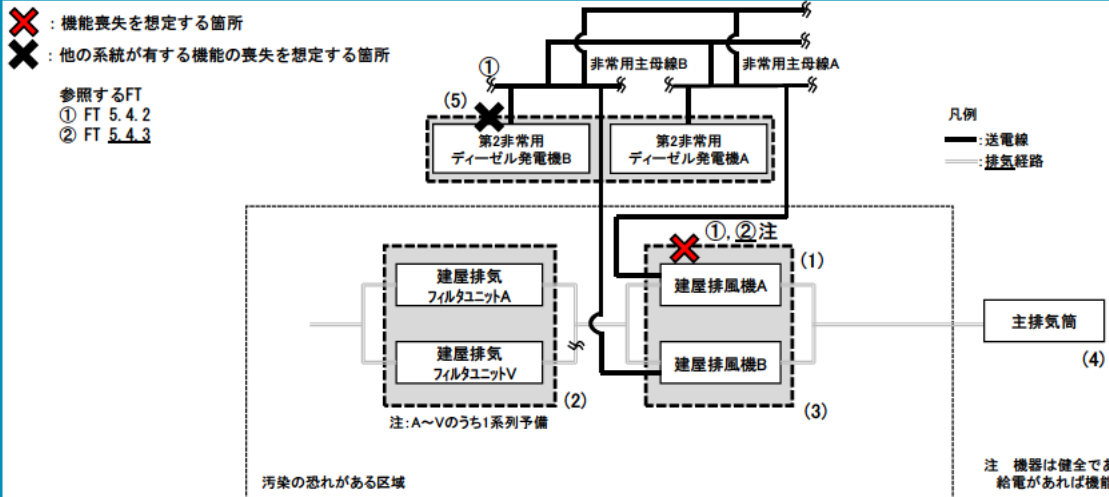 ：機能喪失を想定する箇所
：他の系統が有する機能の喪失を想定する箇所
参照するFT
① FT 5.4.2
② FT 5.4.3
①
非常用主母線B
非常用主母線A
(5)
第2非常用
ディーゼル発電機B
第2非常用
ディーゼル発電機A
凡例
：送電線
：排気経路
①，②注
(1)
建屋排気
フィルタユニットA
建屋排風機A
主排気筒
(4)
建屋排気
フィルタユニットV
建屋排風機B
(2)
(3)
注：A～Vのうち1系列予備
汚染の恐れがある区域
注　機器は健全であ
給電があれば機能